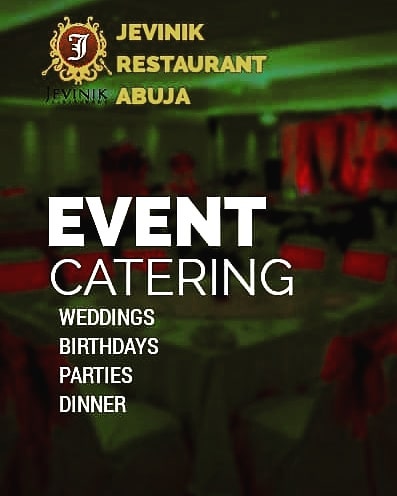 J
JEVINIK
JEVINIK
RESTAURANT
ABUJA
EVENT
CATERING
WEDDINGS
BIRTHDAYS
PARTIES
DINNER